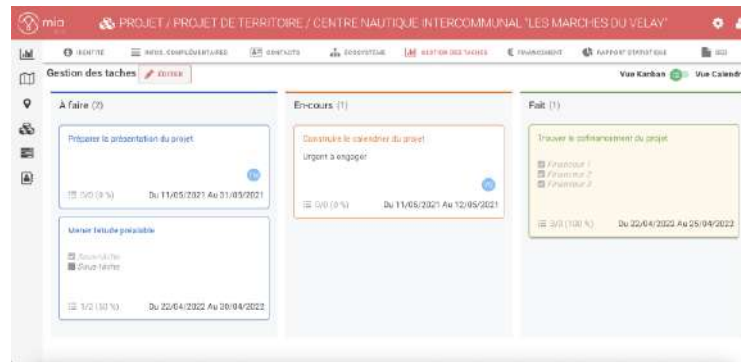 mia PROJET / PROJET DE TERRITOIRE / CENTRE NAUTIQUE INTERCOMMUNAL "LES MARCHES DU VELAY"
IDENTITÉ INFOS. COMPLÉMENTAIRES CONTACTS ÉCOSYSTÈME GESTION DES TACHES FINANCEMENT RAPPORT STATISTIQUE
Gestion des taches EDITER Vue Kanban Vue Calend
À faire (2) En-cours (1) Fait (1)
Préparer la présentation du projet
0/0 (0 %) Du 11/05/2021 Au 31/05/2021
Mener l'étude préalable
Sous-tache
Sous-tache
1/2 (50 %) Du 22/04/2022 Au 30/04/2022
Construire le calendrier du projet
Urgent à engager
0/0 (0 %) Du 11/05/2021 Au 12/05/2021
Trouver le cofinancement du projet
Financeur 1
Financeur 2
Financeur 3
3/3 (100 %) Du 22/04/2022 Au 25/04/2022